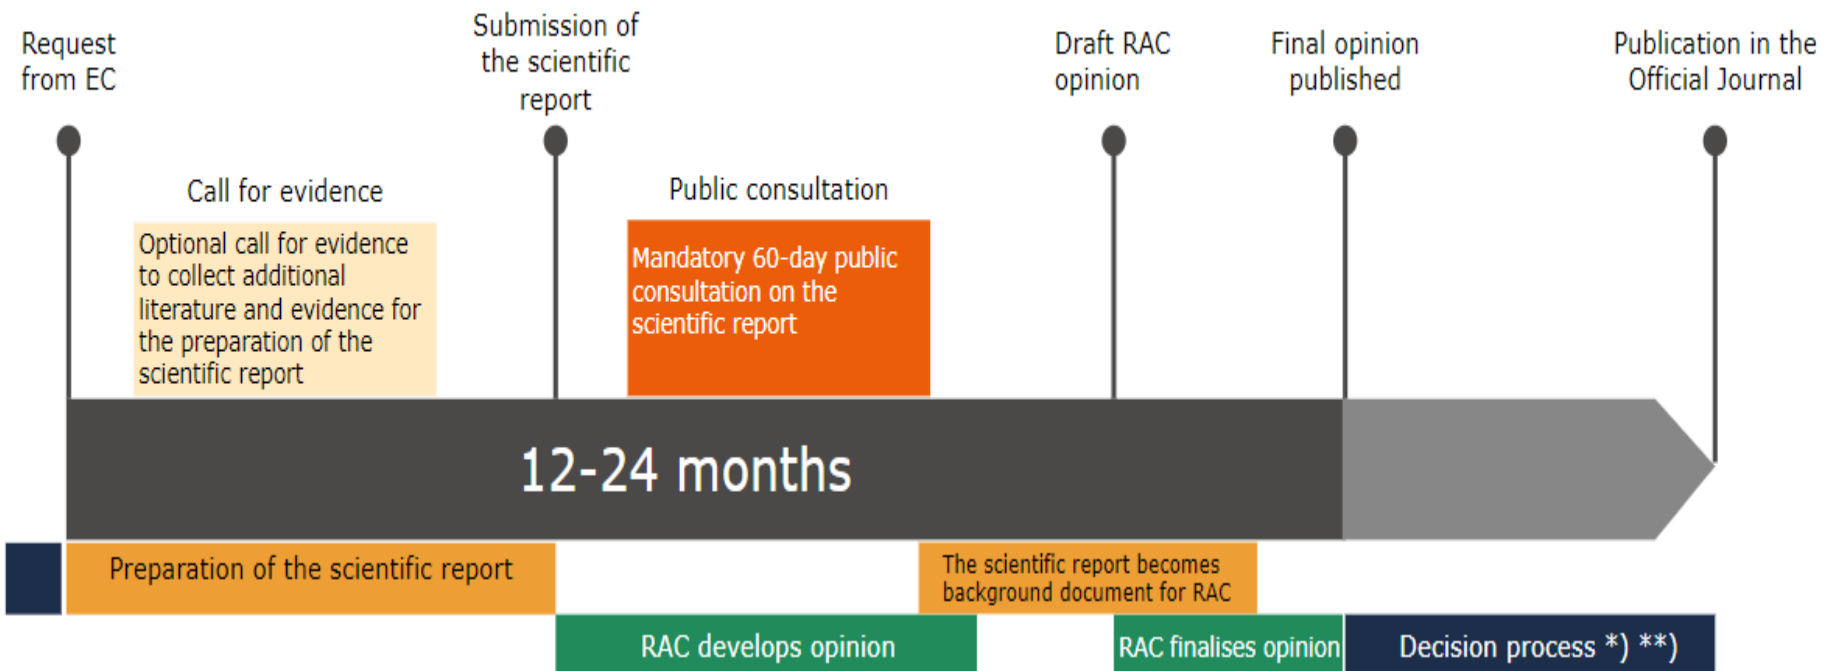 Request
from EC
Submission of
the scientific
report
Draft RAC
opinion
Final opinion
published
Publication in the
Official Journal
Call for evidence
Optional call for evidence
to collect additional
literature and evidence for
the preparation of the
scientific report
Public consultation
Mandatory 60-day public
consultation on the
scientific report
12-24 months
Preparation of the scientific report
The scientific report becomes
background document for RAC
RAC develops opinion
RAC finalises opinion
Decision process *) **)